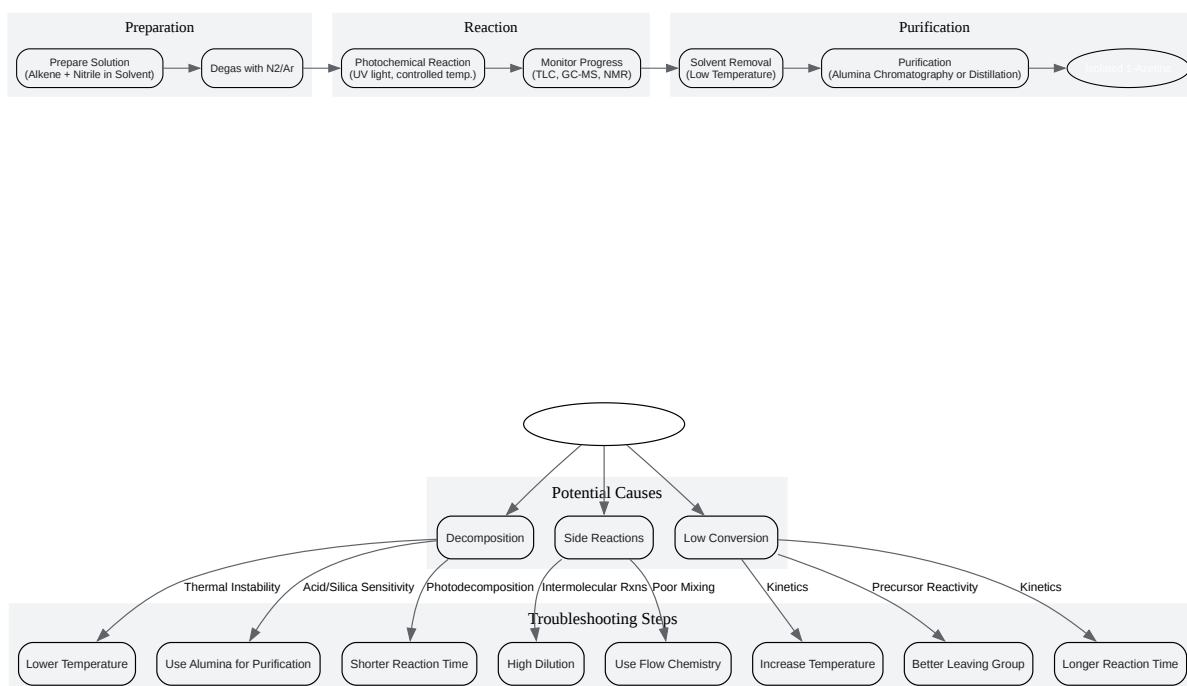 Preparation
Reaction
Purification
Prepare Solution
(Alkene + Nitrile in Solvent)
Degas with N2/Ar
Photochemical Reaction
(UV light, controlled temp.)
Monitor Progress
(TLC, GC-MS, NMR)
Solvent Removal
(Low Temperature)
Purification
(Alumina Chromatography or Distillation)
Isolated 1-Azetine
Potential Causes
Decomposition
Side Reactions
Low Conversion
Thermal Instability
Acid/Silica Sensitivity
Photodecomposition
Intermolecular Rxns
Poor Mixing
Kinetics
Precursor Reactivity
Kinetics
Troubleshooting Steps
Lower Temperature
Use Alumina for Purification
Shorter Reaction Time
High Dilution
Use Flow Chemistry
Increase Temperature
Better Leaving Group
Longer Reaction Time